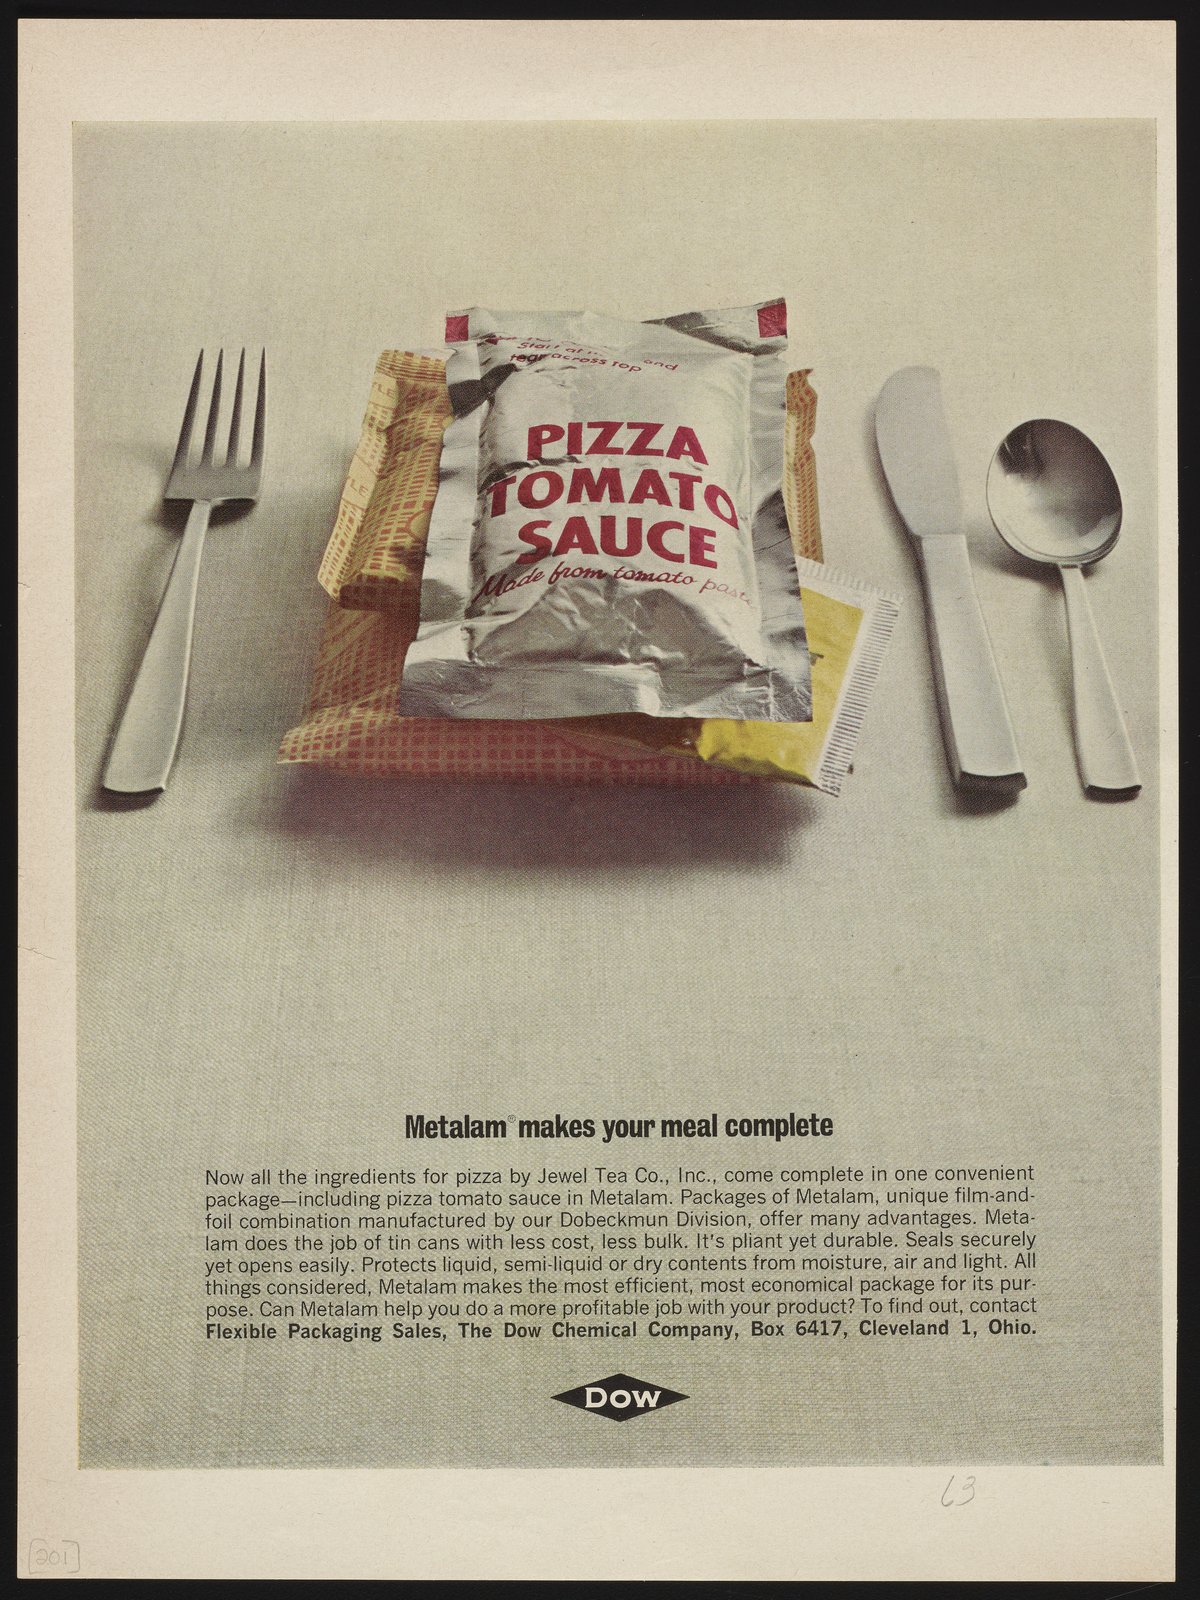 Start at and
tear across top
PIZZA
TOMATO
SAUCE
Made from tomato paste
Metalam® makes your meal complete
Now all the ingredients for pizza by Jewel Tea Co., Inc., come complete in one convenient
package—including pizza tomato sauce in Metalam. Packages of Metalam, unique film-and-
foil combination manufactured by our Dobeckmun Division, offer many advantages. Meta-
lam does the job of tin cans with less cost, less bulk. It's pliant yet durable. Seals securely
yet opens easily. Protects liquid, semi-liquid or dry contents from moisture, air and light. All
things considered, Metalam makes the most efficient, most economical package for its pur-
pose. Can Metalam help you do a more profitable job with your product? To find out, contact
Flexible Packaging Sales, The Dow Chemical Company, Box 6417, Cleveland 1, Ohio.
DOW
63
[201]